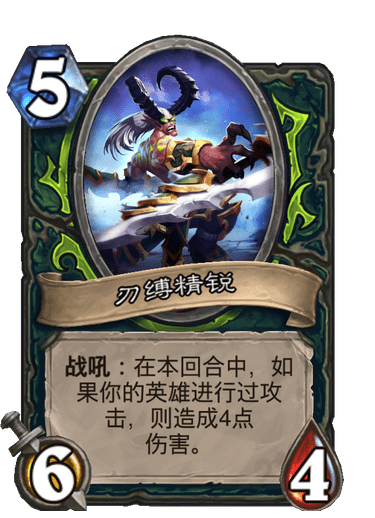 5
刃缚精锐
战吼：在本回合中，如
果你的英雄进行过攻
击，则造成4点
伤害。
6
4